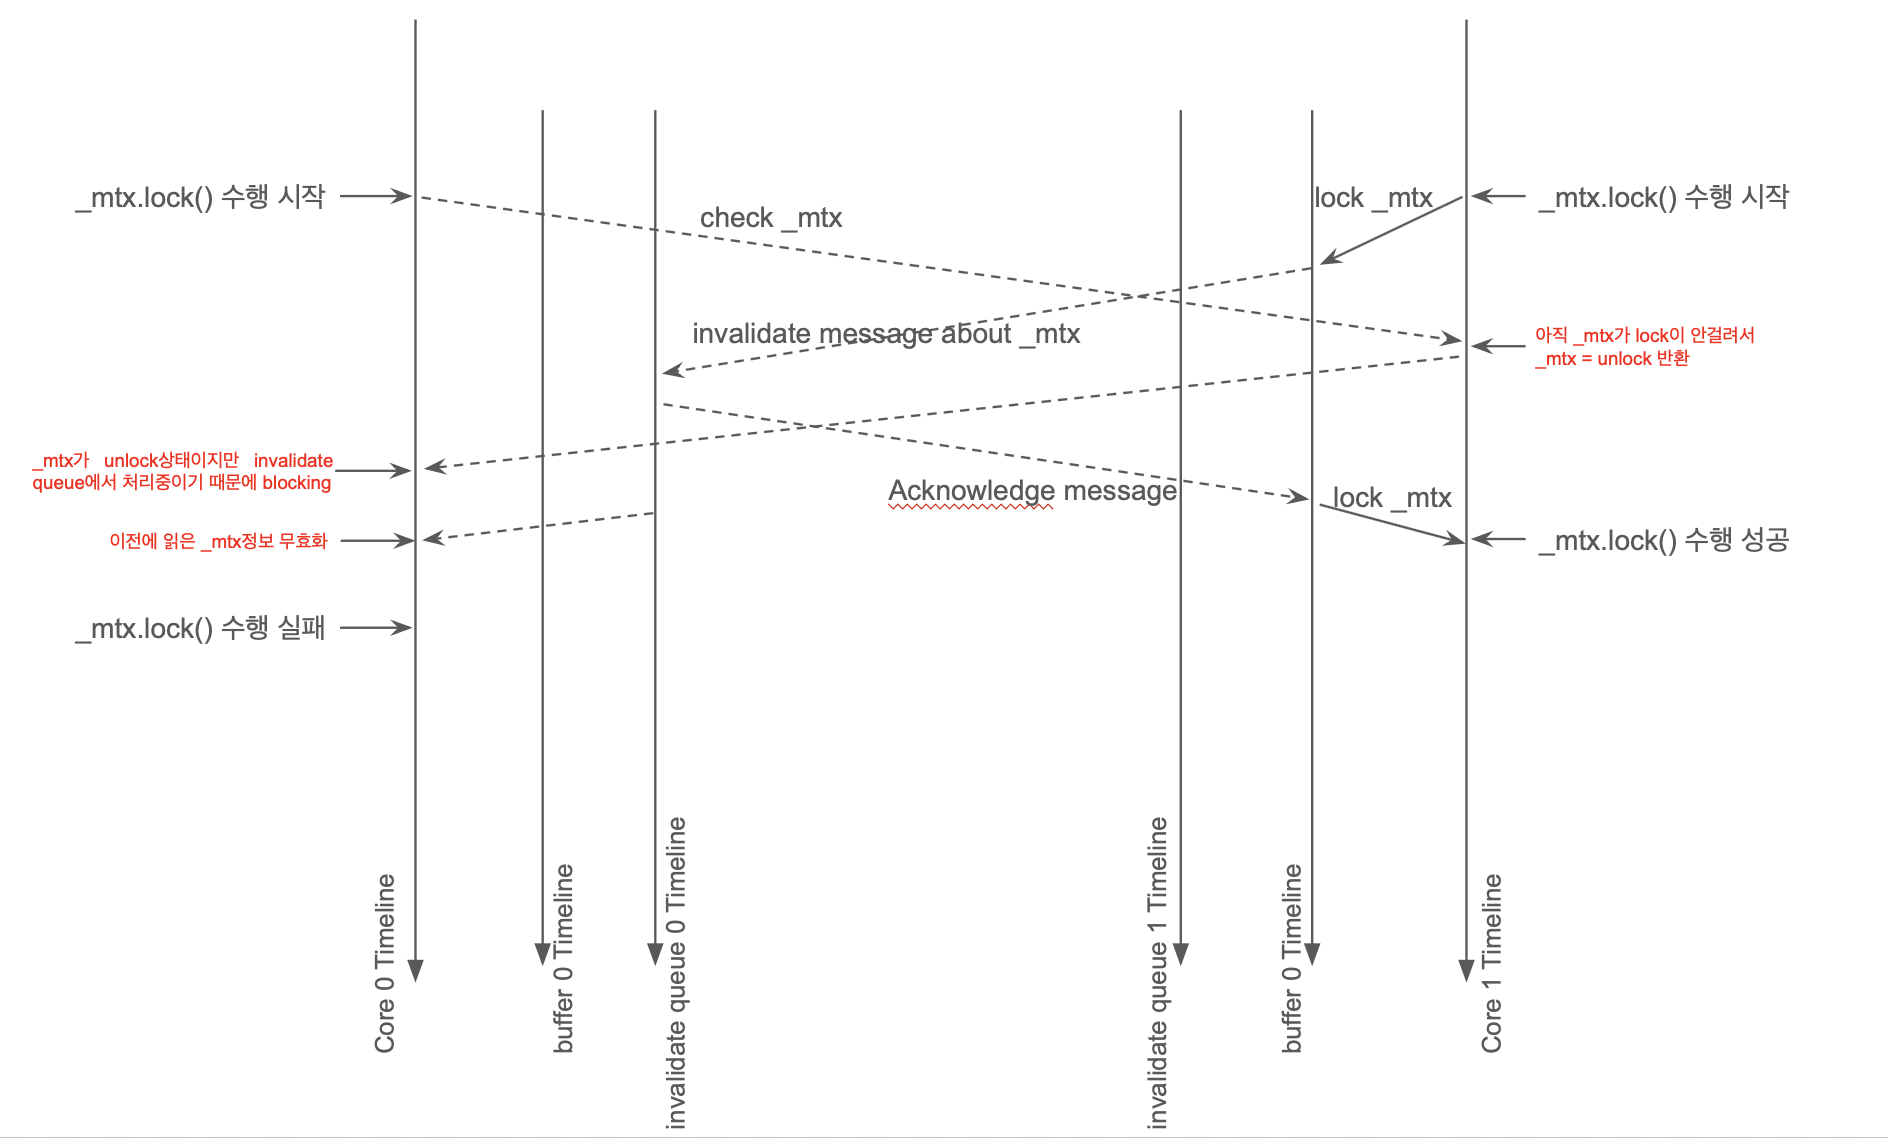 _mtx.lock() 수행 시작
lock _mtx
_mtx.lock() 수행 시작
check _mtx
invalidate message about _mtx
아직 _mtx가 lock이 안걸려서
_mtx = unlock 반환
_mtx가 unlock상태이지만 invalidate
queue에서 처리중이기 때문에 blocking
Acknowledge message
lock _mtx
이전에 읽은 _mtx정보 무효화
_mtx.lock() 수행 성공
_mtx.lock() 수행 실패
Core 0 Timeline
buffer 0 Timeline
invalidate queue 0 Timeline
invalidate queue 1 Timeline
buffer 0 Timeline
Core 1 Timeline